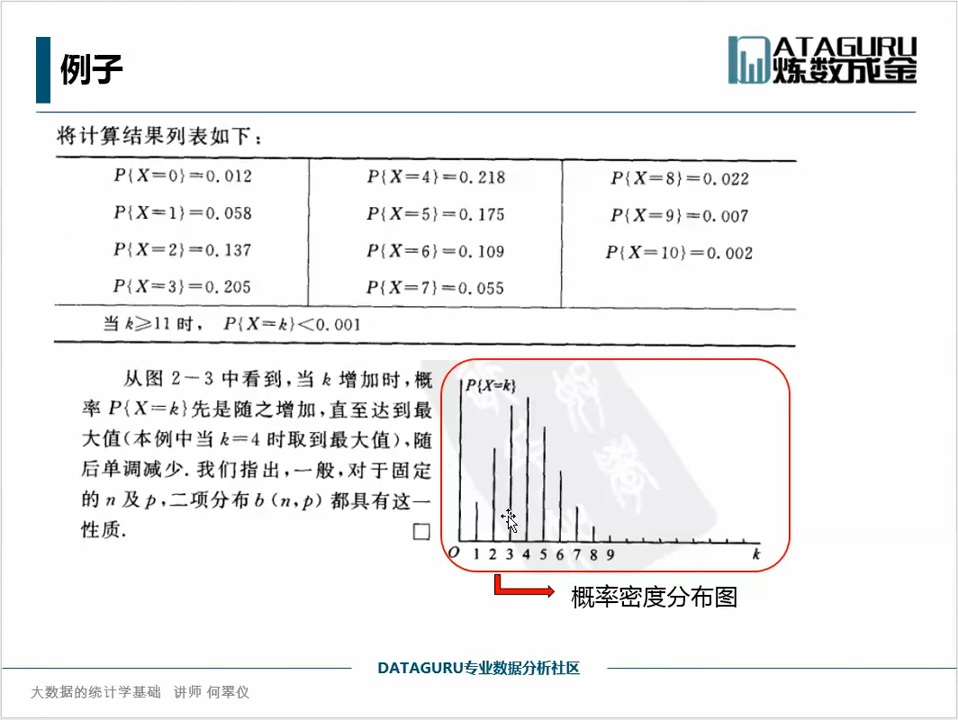 例子
DATAGURU
炼数成金
将计算结果列表如下：
P{X=0}=0.012 P{X=4}=0.218 P{X=8}=0.022
P{X=1}=0.058 P{X=5}=0.175 P{X=9}=0.007
P{X=2}=0.137 P{X=6}=0.109 P{X=10}=0.002
P{X=3}=0.205 P{X=7}=0.055
当 k≥11 时， P{X=k}<0.001
从图 2－3 中看到，当 k 增加时，概
率 P{X=k}先是随之增加，直至达到最
大值(本例中当 k=4 时取到最大值)，随
后单调减少．我们指出，一般，对于固定
的 n 及 p，二项分布 b(n,p)都具有这一
性质． □
P{X=k}
O 1 2 3 4 5 6 7 8 9 k
概率密度分布图
DATAGURU专业数据分析社区
大数据的统计学基础 讲师 何翠仪